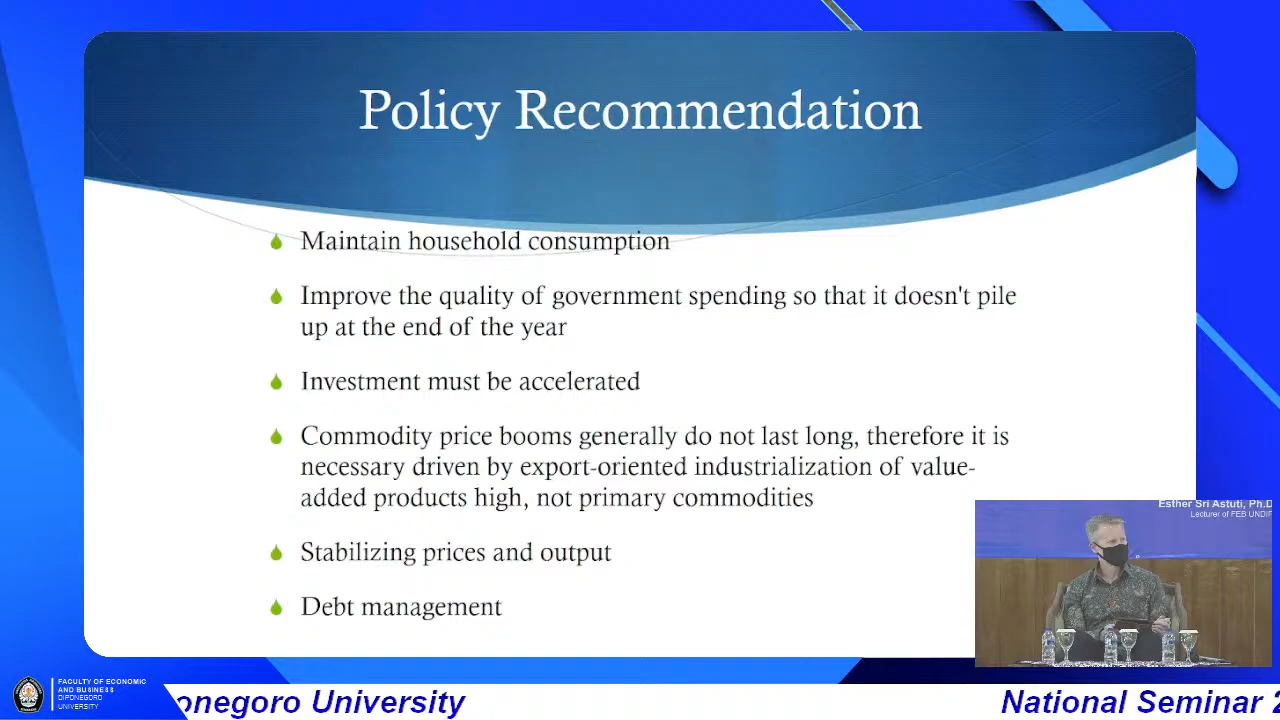 Policy Recommendation
Maintain household consumption
Improve the quality of government spending so that it doesn't pile
up at the end of the year
Investment must be accelerated
Commodity price booms generally do not last long, therefore it is
necessary driven by export-oriented industrialization of value-
added products high, not primary commodities
Stabilizing prices and output
Debt management
Esther Sri Astuti, Ph.D
Lecturer of FEB UNDIP
FACULTY OF ECONOMIC
AND BUSINESS
DIPONEGORO
UNIVERSITY
onegoro University
National Seminar 2